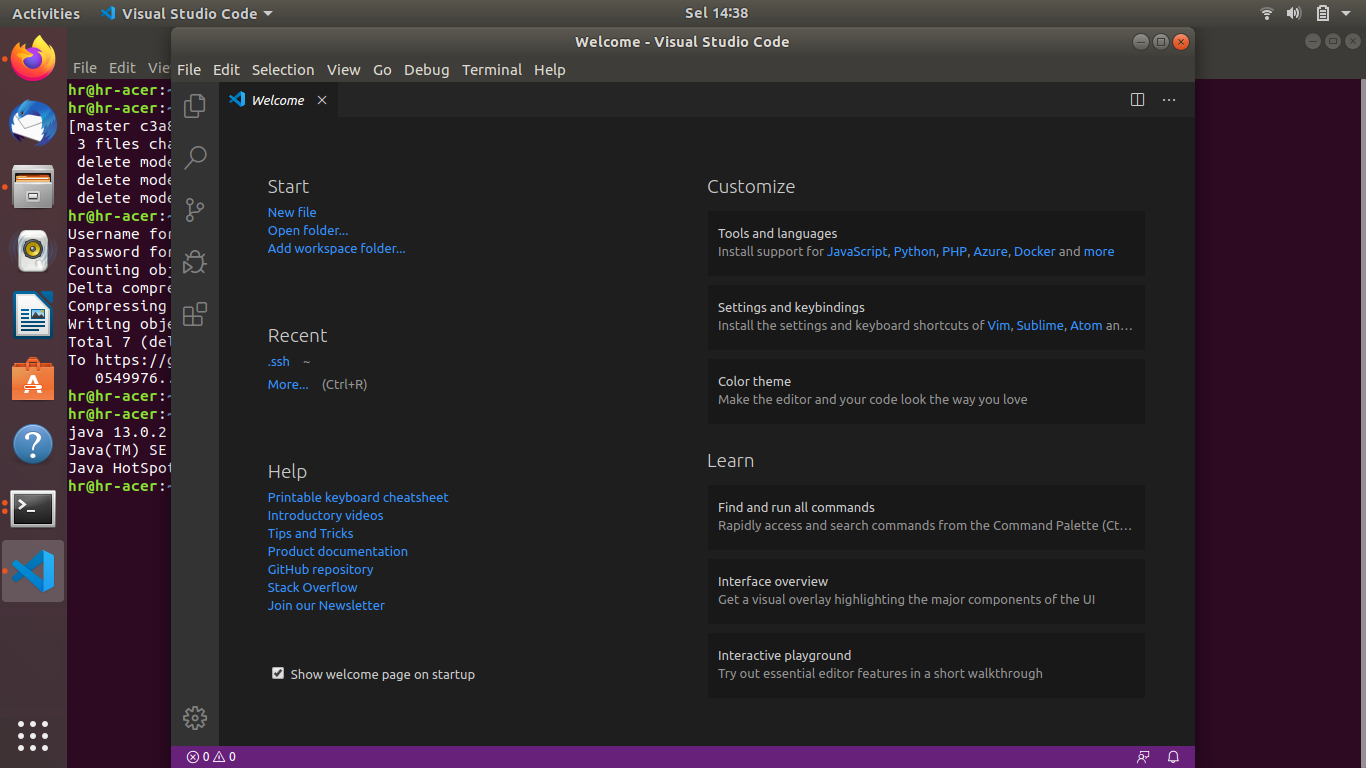 Activities
Visual Studio Code
Sel 14:38
Welcome - Visual Studio Code
File Edit View
File Edit Selection View Go Debug Terminal Help
Welcome
hr@hr-acer:~
hr@hr-acer:~
[master c3a8
3 files cha
delete mode
delete mode
delete mode
hr@hr-acer:~
Username for
Password for
Counting obj
Delta compre
Compressing
Writing obje
Total 7 (del
To https://g
0549976..
hr@hr-acer:~
hr@hr-acer:~
java 13.0.2
Java(TM) SE
Java HotSpot
hr@hr-acer:~
Start
New file
Open folder...
Add workspace folder...
Recent
.ssh ~
More... (Ctrl+R)
Help
Printable keyboard cheatsheet
Introductory videos
Tips and Tricks
Product documentation
GitHub repository
Stack Overflow
Join our Newsletter
Show welcome page on startup
Customize
Tools and languages
Install support for JavaScript, Python, PHP, Azure, Docker and more
Settings and keybindings
Install the settings and keyboard shortcuts of Vim, Sublime, Atom an...
Color theme
Make the editor and your code look the way you love
Learn
Find and run all commands
Rapidly access and search commands from the Command Palette (Ct...
Interface overview
Get a visual overlay highlighting the major components of the UI
Interactive playground
Try out essential editor features in a short walkthrough
0 0